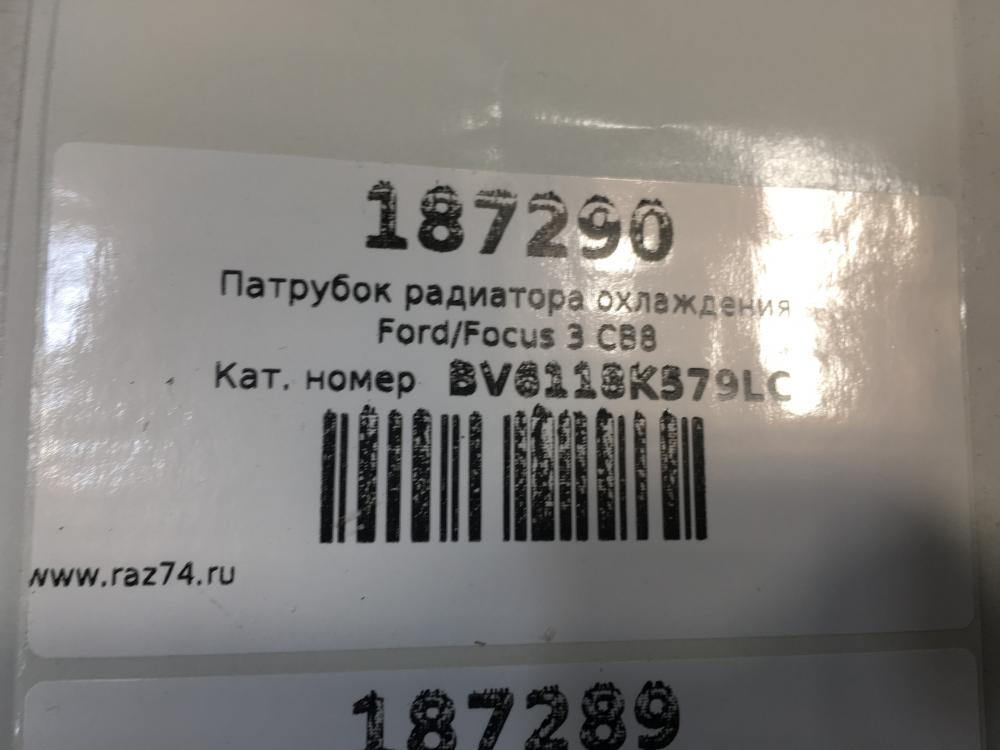 187290
Патрубок радиатора охлаждения
Ford/Focus 3 CB8
Кат. номер BV6118K579LC
www.raz74.ru
187289